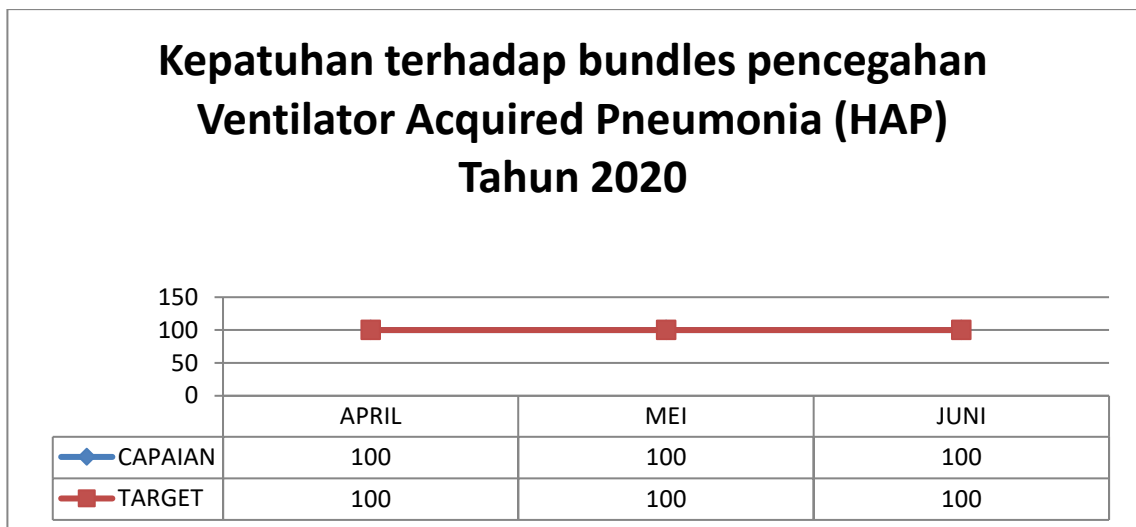 Kepatuhan terhadap bundles pencegahan
Ventilator Acquired Pneumonia (HAP)
Tahun 2020
150
100
50
0
APRIL MEI JUNI
CAPAIAN 100 100 100
TARGET 100 100 100